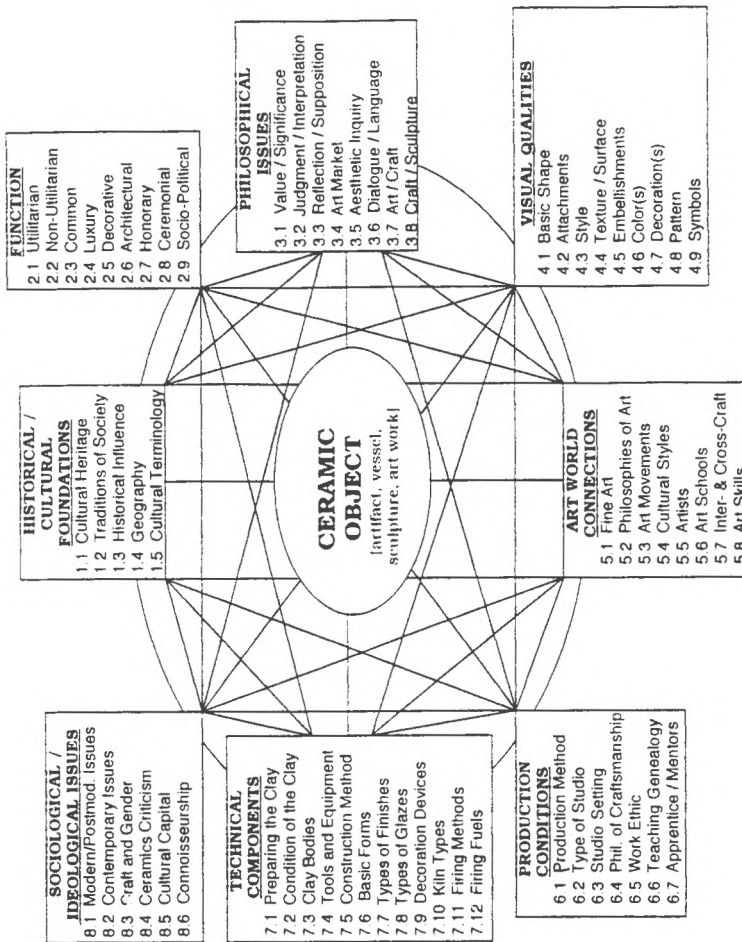 HISTORICAL /
CULTURAL
FOUNDATIONS
1.1 Cultural Heritage
1 2 Traditions of Society
1.3 Historical Influence
1.4 Geography
1.5 Cultural Terminology
FUNCTION
2.1 Utilitarian
2.2 Non-Utilitarian
2.3 Common
2.4 Luxury
2 5 Decorative
2.6 Architectural
2.7 Honorary
2 8 Ceremonial
2.9 Socio-Political
PHILOSOPHICAL
ISSUES
3.1 Value / Significance
3.2 Judgment / Interpretation
3.3 Reflection / Supposition
3.4 Art Market
3.5 Aesthetic Inquiry
3.6 Dialogue / Language
3.7 Art / Craft
3.8 Craft / Sculpture
VISUAL QUALITIES
4.1 Basic Shape
4.2 Attachments
4.3 Style
4.4 Texture / Surface
4.5 Embellishments
4 6 Color(s)
4.7 Decoration(s)
4.8 Pattern
4.9 Symbols
ART WORLD
CONNECTIONS
5.1 Fine Art
5.2 Philosophies of Art
5.3 Art Movements
5 4 Cultural Styles
5.5 Artists
5.6 Art Schools
5.7 Inter- & Cross-Craft
5.8 Art Skills
PRODUCTION
CONDITIONS
6 1 Production Method
6.2 Type of Studio
6.3 Studio Setting
6.4 Phil. of Craftsmanship
6.5 Work Ethic
6.6 Teaching Genealogy
6.7 Apprentice / Mentors
TECHNICAL
COMPONENTS
7.1 Preparing the Clay
7.2 Condition of the Clay
7.3 Clay Bodies
7.4 Tools and Equipment
7.5 Construction Method
7.6 Basic Forms
7.7 Types of Finishes
7.8 Types of Glazes
7.9 Decoration Devices
7.10 Kiln Types
7.11 Firing Methods
7.12 Firing Fuels
SOCIOLOGICAL /
IDEOLOGICAL ISSUES
8 1 Modern/Postmod. Issues
8.2 Contemporary Issues
8.3 Craft and Gender
8.4 Ceramics Criticism
8.5 Cultural Capital
8.6 Connoisseurship
CERAMIC
OBJECT
[artifact, vessel,
sculpture, art work]